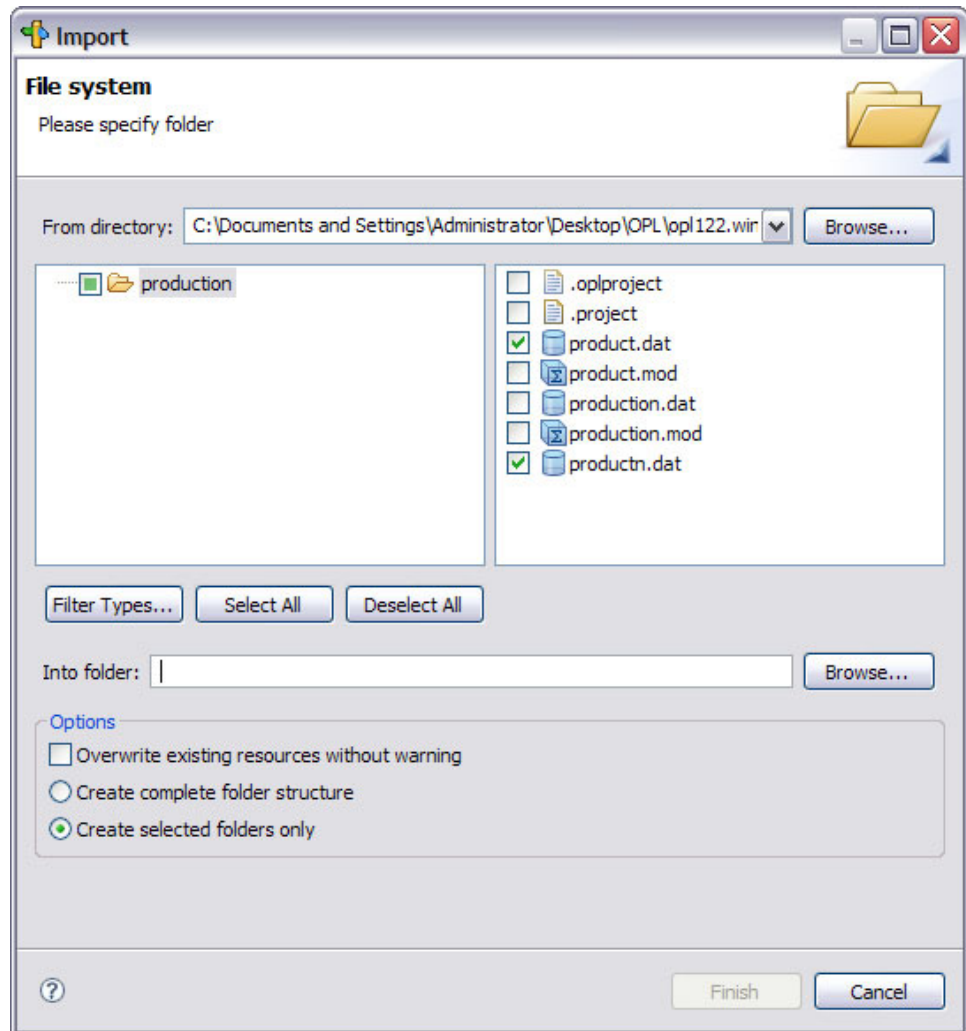 Import
File system
Please specify folder
From directory: C:\Documents and Settings\Administrator\Desktop\OPL\opl122.wir Browse...
production
.oplproject
.project
product.dat
product.mod
production.dat
production.mod
productn.dat
Filter Types... Select All Deselect All
Into folder: Browse...
Options
Overwrite existing resources without warning
Create complete folder structure
Create selected folders only
Finish Cancel